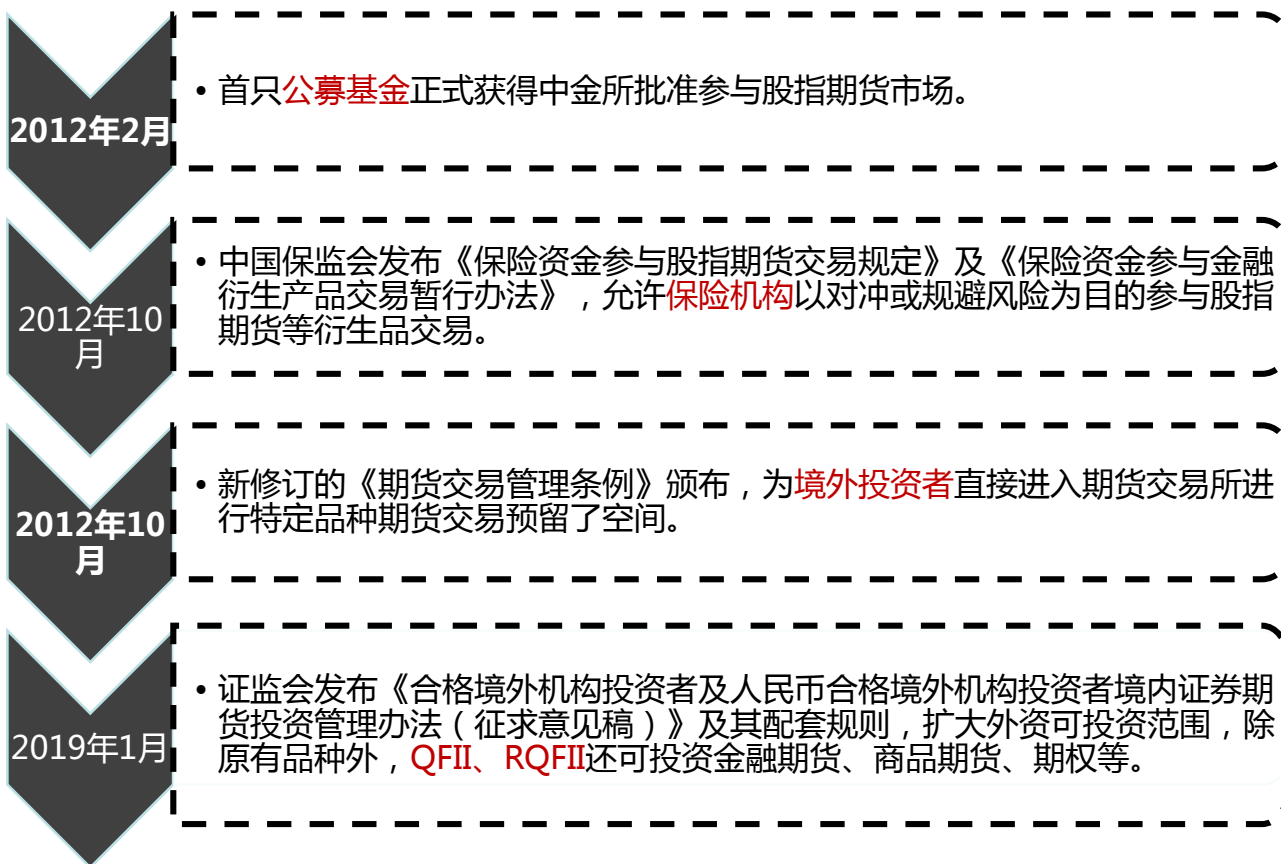 2012年2月
• 首只公募基金正式获得中金所批准参与股指期货市场。
2012年10
月
• 中国保监会发布《保险资金参与股指期货交易规定》及《保险资金参与金融
衍生产品交易暂行办法》，允许保险机构以对冲或规避风险为目的参与股指
期货等衍生品交易。
2012年10
月
• 新修订的《期货交易管理条例》颁布，为境外投资者直接进入期货交易所进
行特定品种期货交易预留了空间。
2019年1月
• 证监会发布《合格境外机构投资者及人民币合格境外机构投资者境内证券期
货投资管理办法（征求意见稿）》及其配套规则，扩大外资可投资范围，除
原有品种外，QFII、RQFII还可投资金融期货、商品期货、期权等。